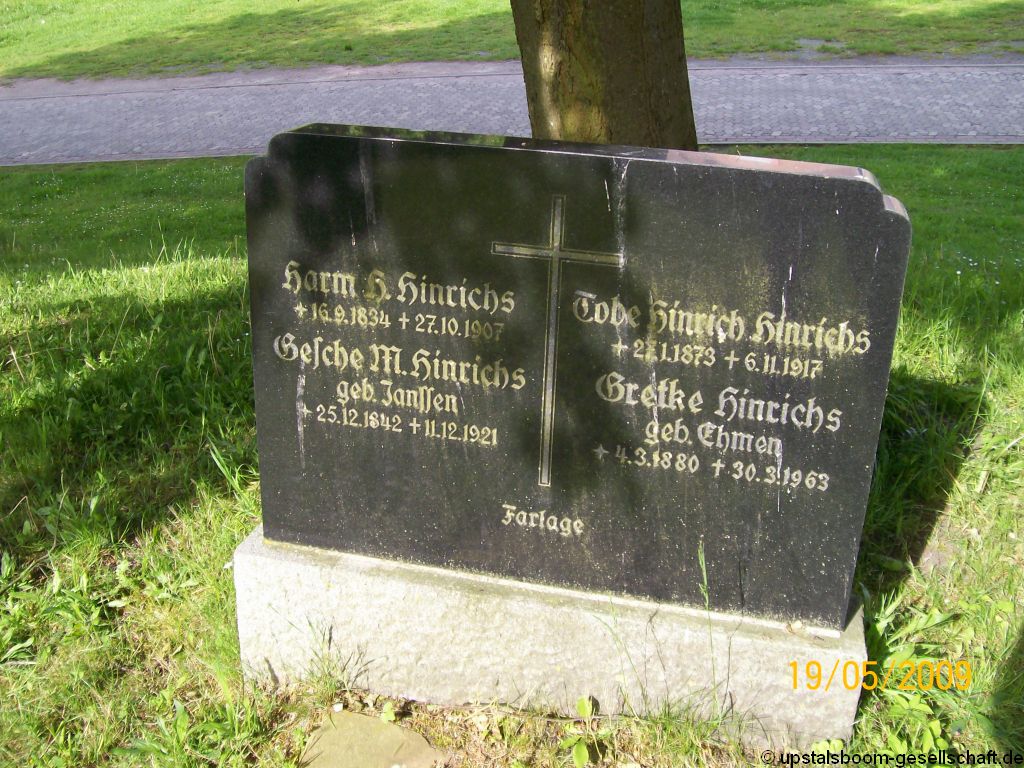 Harm H. Hinrichs
* 16.9.1834 + 27.10.1907
Gesche M. Hinrichs
geb. Janssen
* 25.12.1842 + 11.12.1921
Tobe Hinrich Hinrichs
* 27.1.1873 + 6.11.1917
Gretke Hinrichs
geb. Ehmen
* 4.3.1880 + 30.3.1963
Farlage
19/05/2009
© upstalsboom-gesellschaft.de